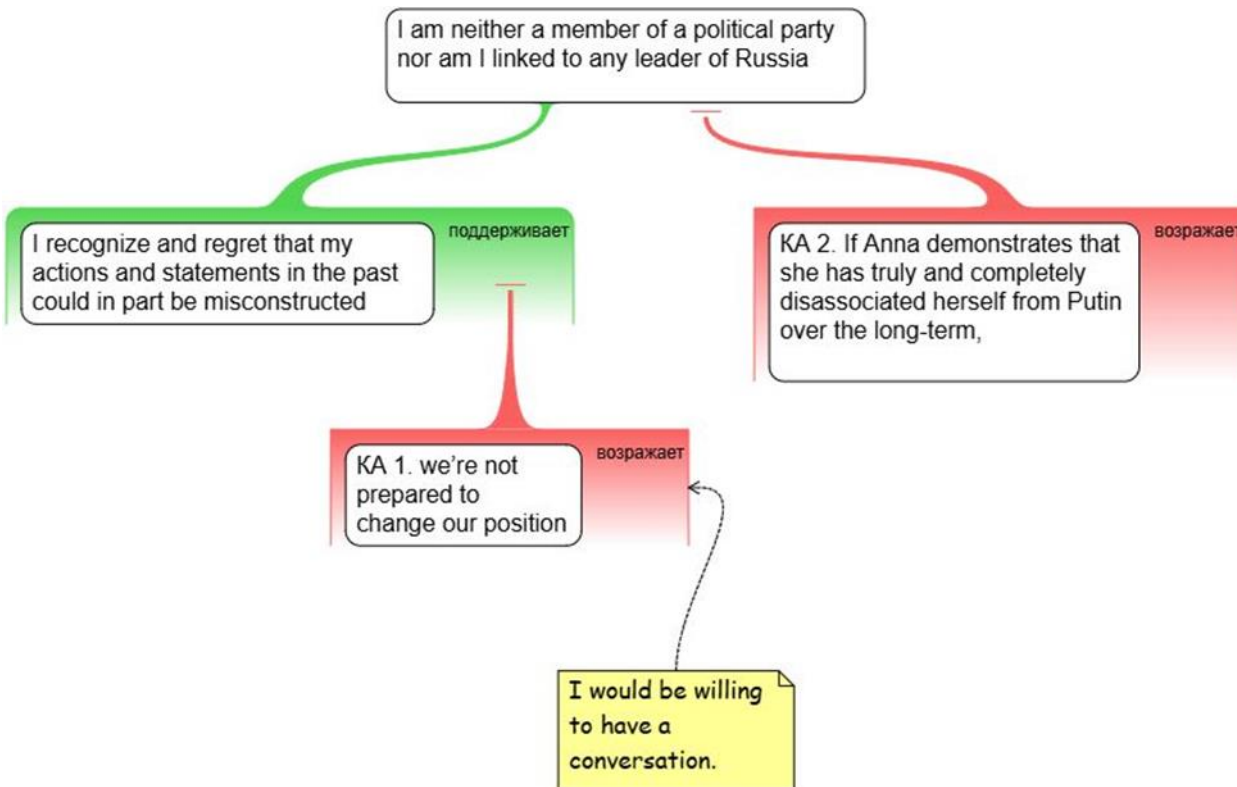 I am neither a member of a political party
nor am I linked to any leader of Russia
I recognize and regret that my
actions and statements in the past
could in part be misconstructed
поддерживает
КА 2. If Anna demonstrates that
she has truly and completely
disassociated herself from Putin
over the long-term,
возражает
КА 1. we’re not
prepared to
change our position
возражает
I would be willing
to have a
conversation.